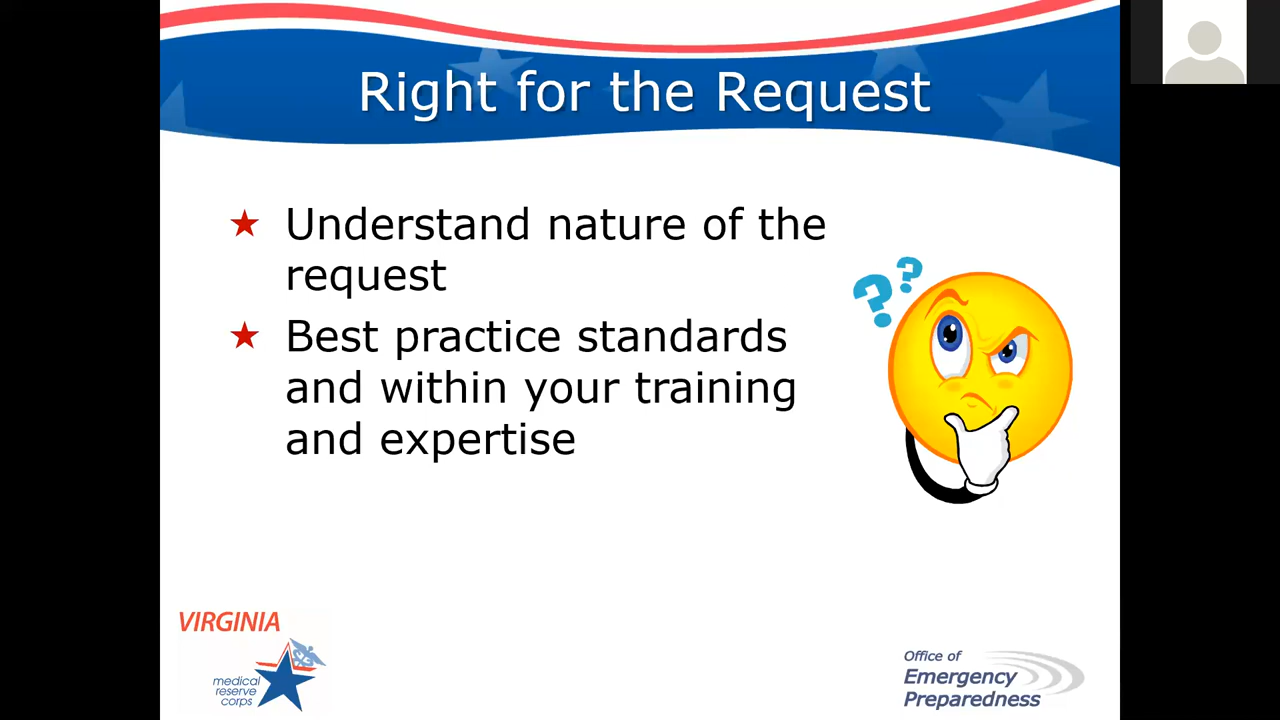 Right for the Request
Understand nature of the
request
Best practice standards
and within your training
and expertise
??
VIRGINIA
medical
reserve
corps
Office of
Emergency
Preparedness